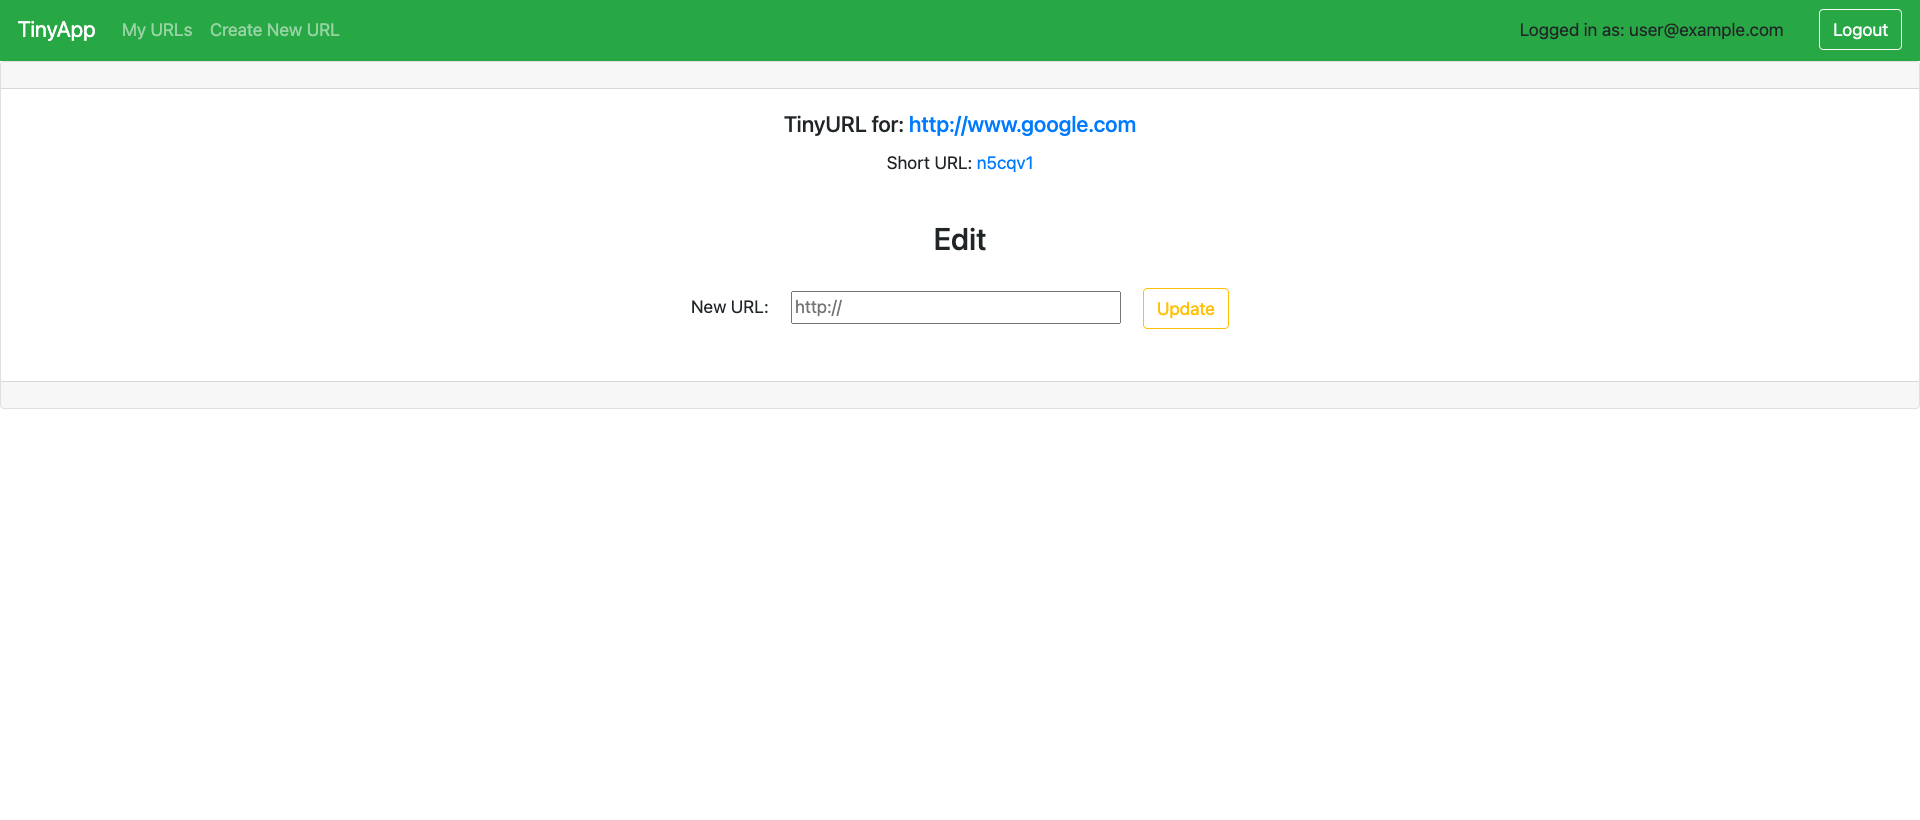 TinyApp My URLs Create New URL Logged in as: user@example.com Logout
TinyURL for: http://www.google.com
Short URL: n5cqv1
Edit
New URL: http:// Update